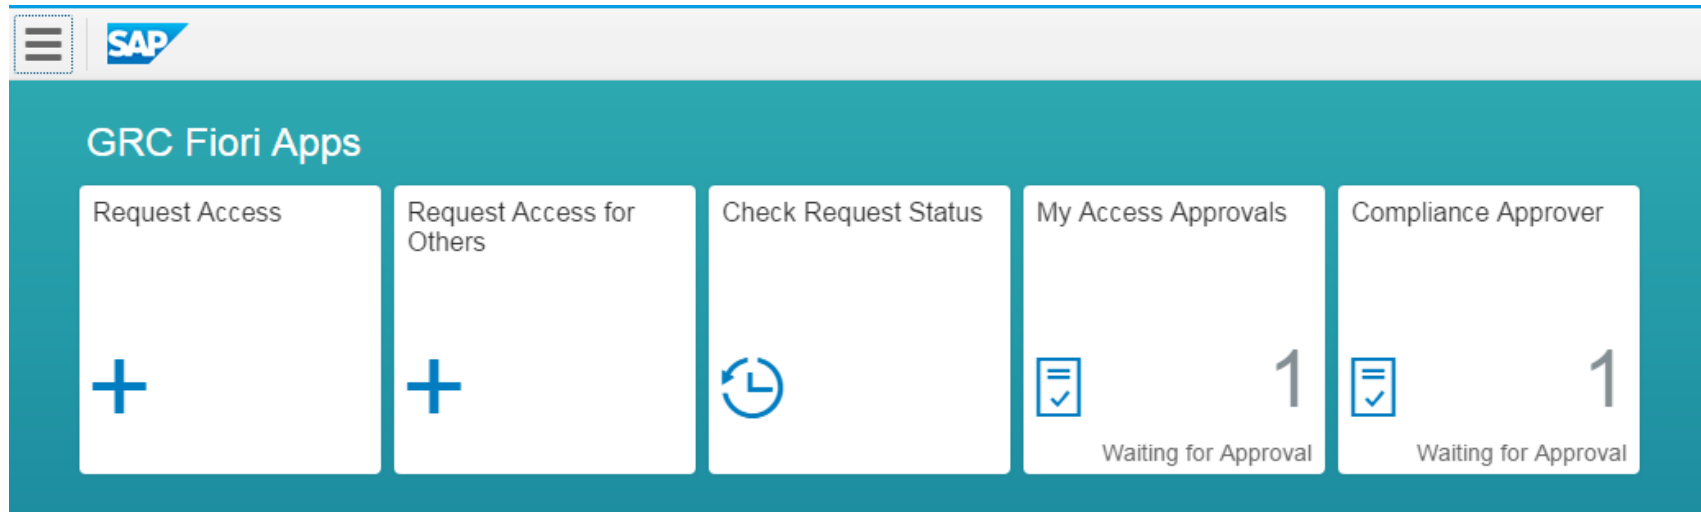 SAP
GRC Fiori Apps
Request Access
Request Access for
Others
Check Request Status
My Access Approvals
1
Waiting for Approval
Compliance Approver
1
Waiting for Approval